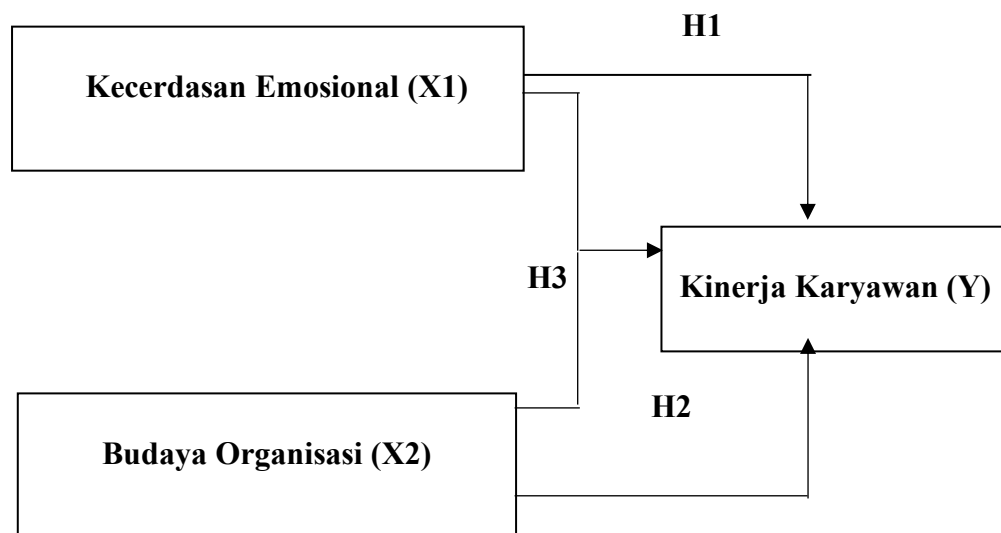 H1
Kecerdasan Emosional (X1)
H3
Kinerja Karyawan (Y)
H2
Budaya Organisasi (X2)